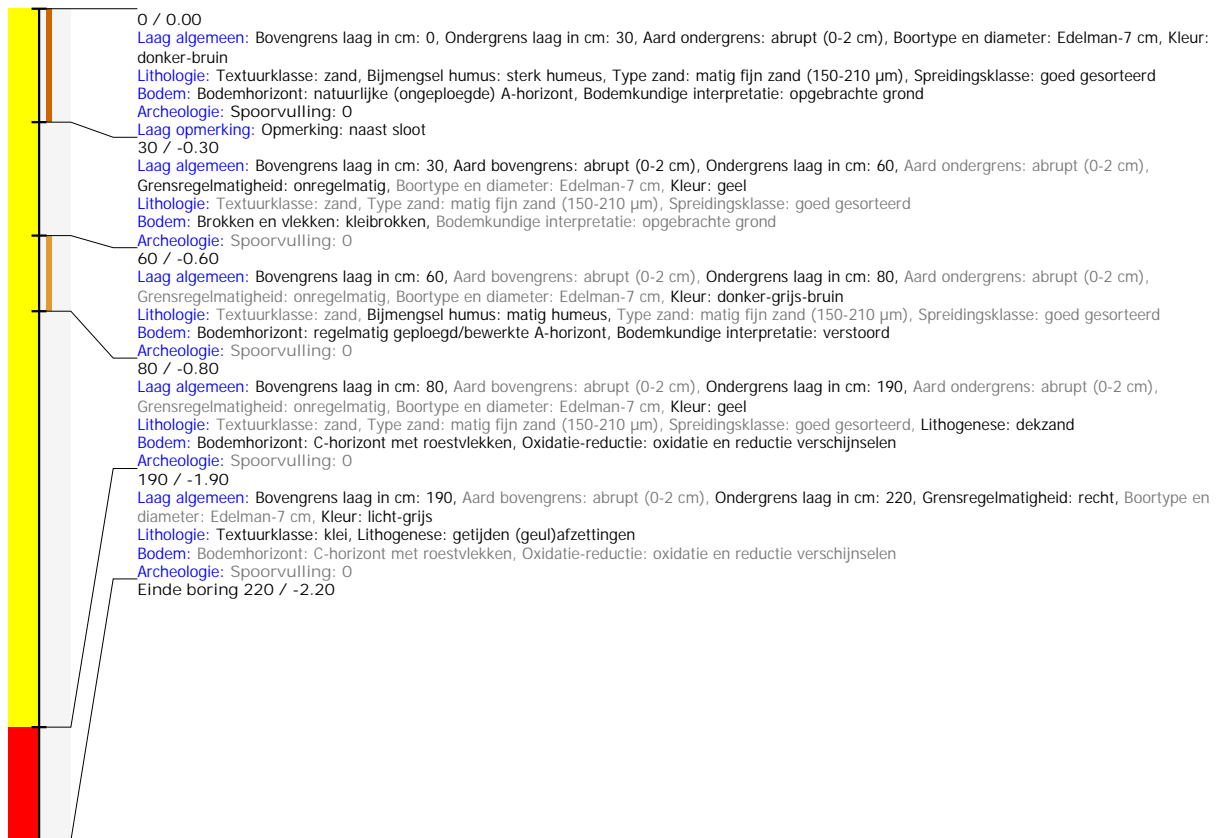 0 / 0.00
Laag algemeen: Bovengrens laag in cm: 0, Ondergrens laag in cm: 30, Aard ondergrens: abrupt (0-2 cm), Boortype en diameter: Edelman-7 cm, Kleur:
donker-bruin
Lithologie: Textuurklasse: zand, Bijmengsel humus: sterk humeus, Type zand: matig fijn zand (150-210 µm), Spreidingsklasse: goed gesorteerd
Bodem: Bodemhorizont: natuurlijke (ongeploegde) A-horizont, Bodemkundige interpretatie: opgebrachte grond
Archeologie: Spoorvulling: 0
Laag opmerking: Opmerking: naast sloot
30 / -0.30
Laag algemeen: Bovengrens laag in cm: 30, Aard bovengrens: abrupt (0-2 cm), Ondergrens laag in cm: 60, Aard ondergrens: abrupt (0-2 cm),
Grensregelmatigheid: onregelmatig, Boortype en diameter: Edelman-7 cm, Kleur: geel
Lithologie: Textuurklasse: zand, Type zand: matig fijn zand (150-210 µm), Spreidingsklasse: goed gesorteerd
Bodem: Brokken en vlekken: kleibrokken, Bodemkundige interpretatie: opgebrachte grond
Archeologie: Spoorvulling: 0
60 / -0.60
Laag algemeen: Bovengrens laag in cm: 60, Aard bovengrens: abrupt (0-2 cm), Ondergrens laag in cm: 80, Aard ondergrens: abrupt (0-2 cm),
Grensregelmatigheid: onregelmatig, Boortype en diameter: Edelman-7 cm, Kleur: donker-grijs-bruin
Lithologie: Textuurklasse: zand, Bijmengsel humus: matig humeus, Type zand: matig fijn zand (150-210 µm), Spreidingsklasse: goed gesorteerd
Bodem: Bodemhorizont: regelmatig geploegd/bewerkte A-horizont, Bodemkundige interpretatie: verstoord
Archeologie: Spoorvulling: 0
80 / -0.80
Laag algemeen: Bovengrens laag in cm: 80, Aard bovengrens: abrupt (0-2 cm), Ondergrens laag in cm: 190, Aard ondergrens: abrupt (0-2 cm),
Grensregelmatigheid: onregelmatig, Boortype en diameter: Edelman-7 cm, Kleur: geel
Lithologie: Textuurklasse: zand, Type zand: matig fijn zand (150-210 µm), Spreidingsklasse: goed gesorteerd, Lithogenese: dekzand
Bodem: Bodemhorizont: C-horizont met roestvlekken, Oxidatie-reductie: oxidatie en reductie verschijnselen
Archeologie: Spoorvulling: 0
190 / -1.90
Laag algemeen: Bovengrens laag in cm: 190, Aard bovengrens: abrupt (0-2 cm), Ondergrens laag in cm: 220, Grensregelmatigheid: recht, Boortype en
diameter: Edelman-7 cm, Kleur: licht-grijs
Lithologie: Textuurklasse: klei, Lithogenese: getijden (geul)afzettingen
Bodem: Bodemhorizont: C-horizont met roestvlekken, Oxidatie-reductie: oxidatie en reductie verschijnselen
Archeologie: Spoorvulling: 0
Einde boring 220 / -2.20